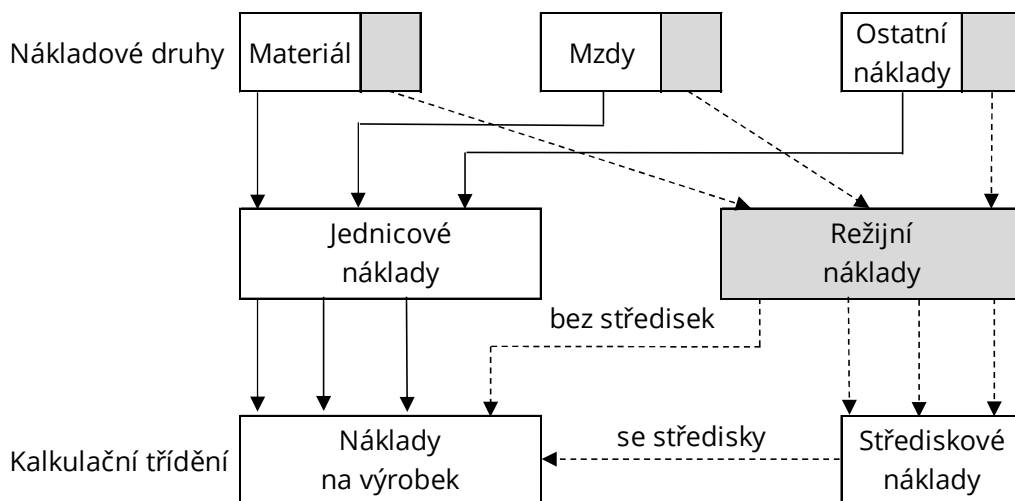 Nákladové druhy
Materiál
Mzdy
Ostatní
náklady
Jednicové
náklady
Režijní
náklady
bez středisek
Kalkulační třídění
Náklady
na výrobek
se středisky
Střediskové
náklady